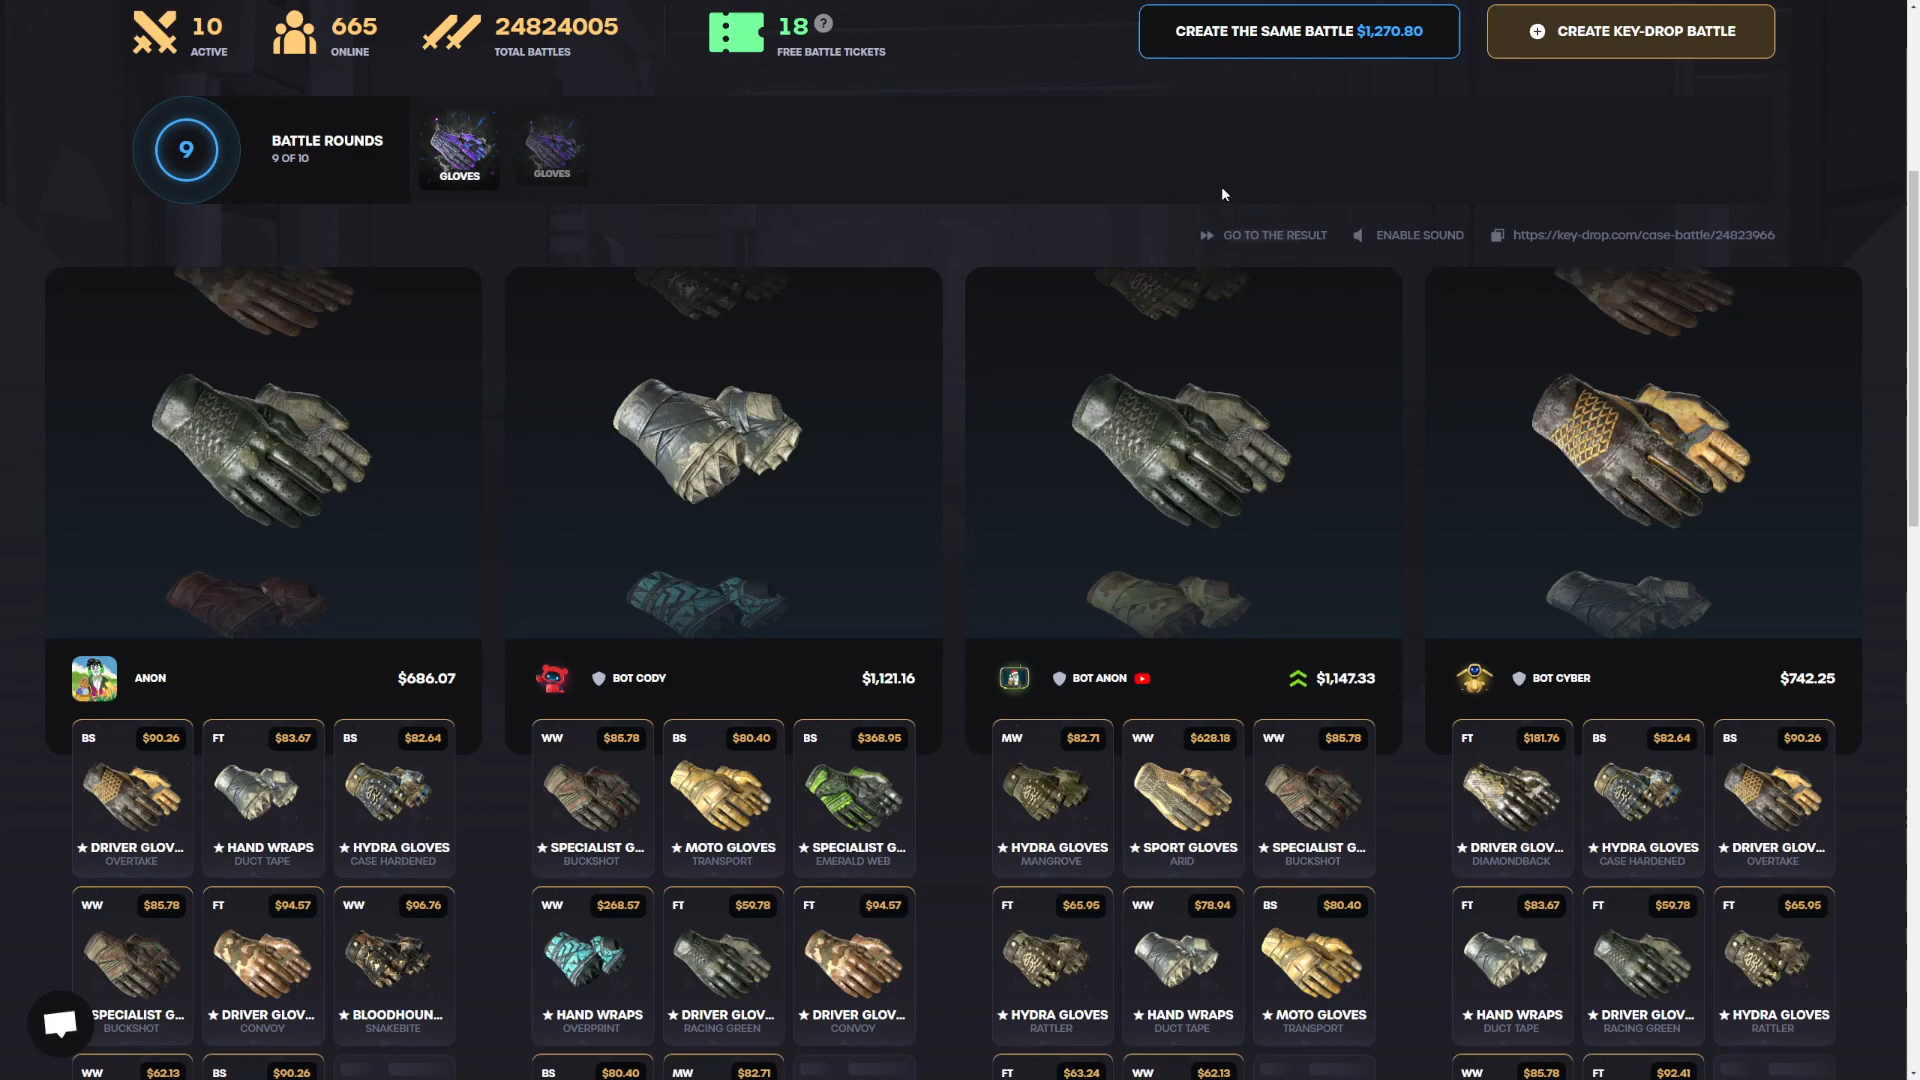 10
ACTIVE
665
ONLINE
24824005
TOTAL BATTLES
18 ?
FREE BATTLE TICKETS
CREATE THE SAME BATTLE $1,270.80
CREATE KEY-DROP BATTLE
9
BATTLE ROUNDS
9 OF 10
GLOVES
GLOVES
GO TO THE RESULT
ENABLE SOUND
https://key-drop.com/case-battle/24823966
ANON $686.07
BOT CODY $1,121.16
BOT ANON $1,147.33
BOT CYBER $742.25
BS $90.26
★ DRIVER GLOV...
OVERTAKE
FT $83.67
★ HAND WRAPS
DUCT TAPE
BS $82.64
★ HYDRA GLOVES
CASE HARDENED
WW $85.78
★ SPECIALIST G...
BUCKSHOT
BS $80.40
★ MOTO GLOVES
TRANSPORT
BS $368.95
★ SPECIALIST G...
EMERALD WEB
MW $82.71
★ HYDRA GLOVES
MANGROVE
WW $628.18
★ SPORT GLOVES
ARID
WW $85.78
★ SPECIALIST G...
BUCKSHOT
FT $181.76
★ DRIVER GLOV...
DIAMONDBACK
BS $82.64
★ HYDRA GLOVES
CASE HARDENED
BS $90.26
★ DRIVER GLOV...
OVERTAKE
WW $85.78
SPECIALIST G...
BUCKSHOT
FT $94.57
★ DRIVER GLOV...
CONVOY
WW $96.76
★ BLOODHOUN...
SNAKEBITE
WW $268.57
★ HAND WRAPS
OVERPRINT
FT $59.78
★ DRIVER GLOV...
RACING GREEN
FT $94.57
★ DRIVER GLOV...
CONVOY
FT $65.95
★ HYDRA GLOVES
RATTLER
WW $78.94
★ HAND WRAPS
DUCT TAPE
BS $80.40
★ MOTO GLOVES
TRANSPORT
FT $83.67
★ HAND WRAPS
DUCT TAPE
FT $59.78
★ DRIVER GLOV...
RACING GREEN
FT $65.95
★ HYDRA GLOVES
RATTLER
WW $62.13
BS $90.26
BS $80.40
MW $82.71
FT $63.24
WW $62.13
WW $85.78
FT $92.41